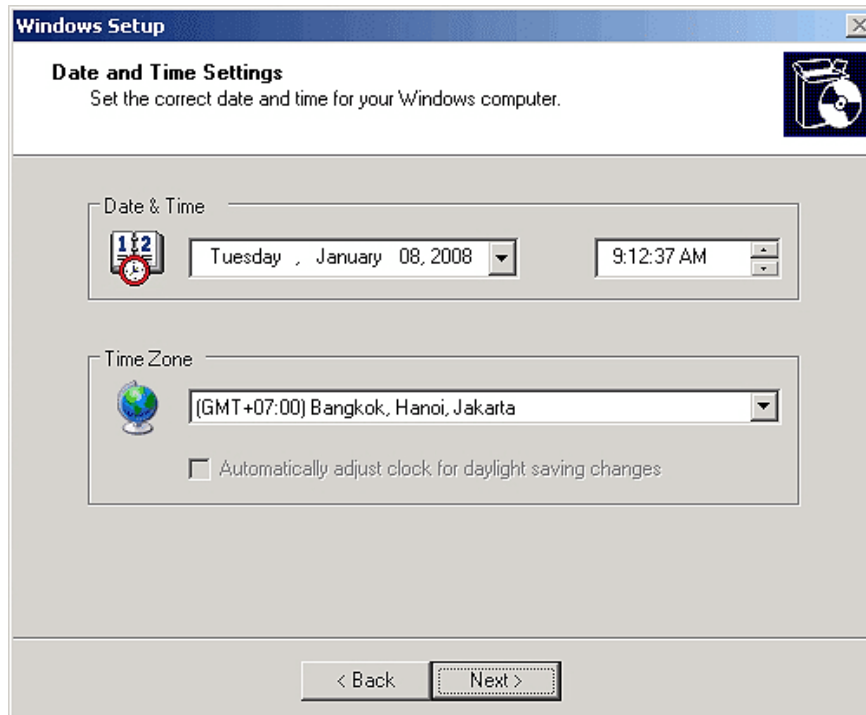 Windows Setup
Date and Time Settings
Set the correct date and time for your Windows computer.
Date & Time
12
Tuesday , January 08, 2008
9:12:37 AM
Time Zone
(GMT+07:00) Bangkok, Hanoi, Jakarta
Automatically adjust clock for daylight saving changes
< Back
Next >